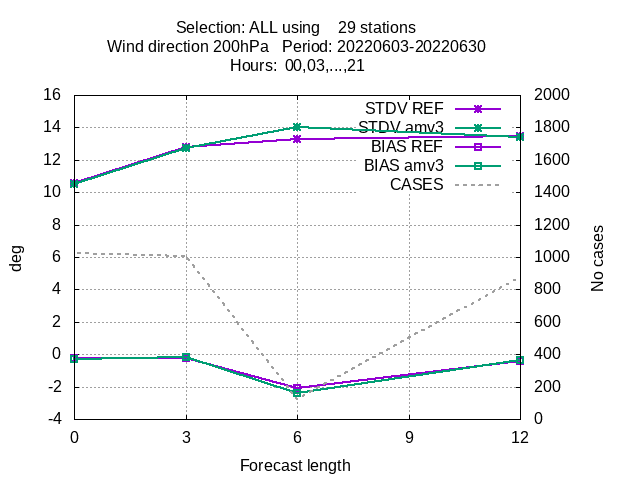 Selection: ALL using    29 stations
Wind direction 200hPa   Period: 20220603-20220630
Hours:  00,03,...,21
16
14
12
10
8
6
4
2
0
-2
-4
deg
2000
1800
1600
1400
1200
1000
800
600
400
200
0
No cases
STDV REF
STDV amv3
BIAS REF
BIAS amv3
CASES
0
3
6
9
12
Forecast length